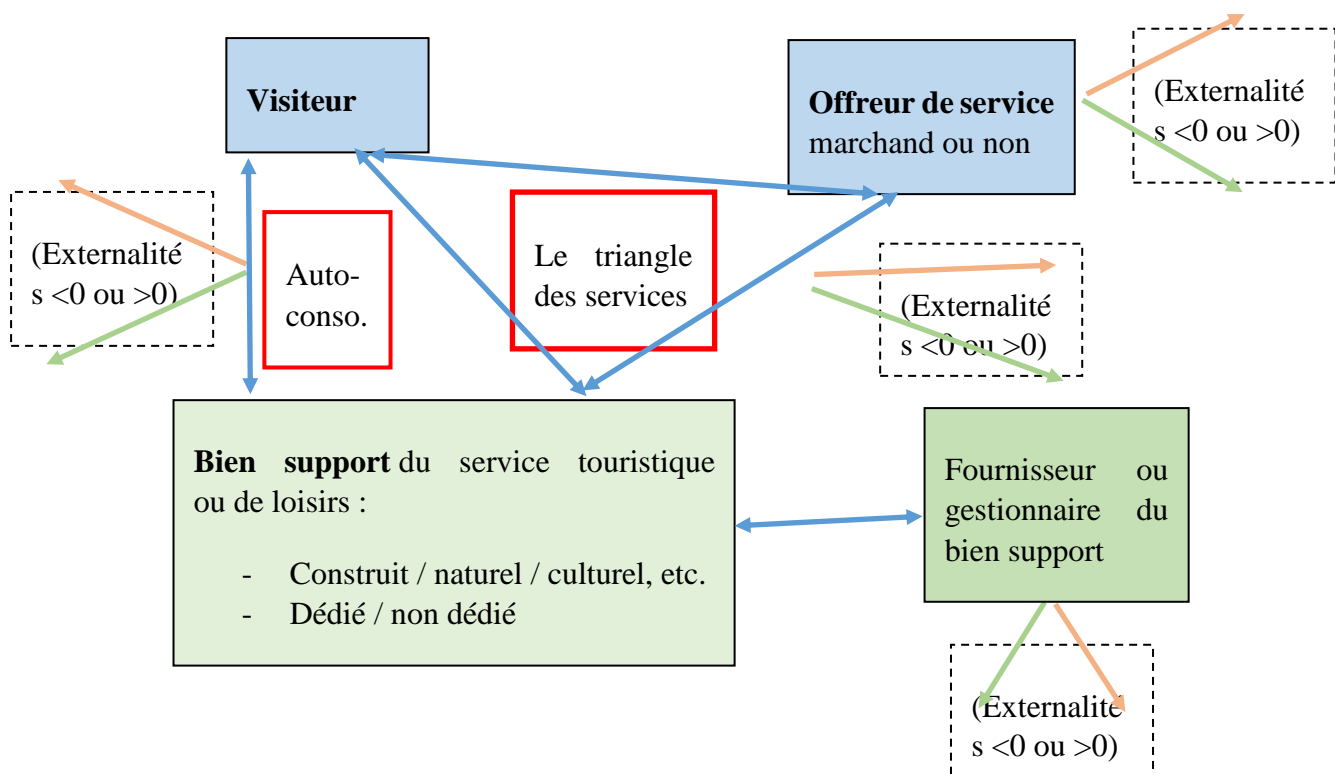 Visiteur
Offreur de service
marchand ou non
(Externalité
s <0 ou >0)
(Externalité
s <0 ou >0)
Auto-
conso.
Le triangle
des services
(Externalité
s <0 ou >0)
Bien support du service touristique
ou de loisirs :
- Construit / naturel / culturel, etc.
- Dédié / non dédié
Fournisseur ou
gestionnaire du
bien support
(Externalité
s <0 ou >0)